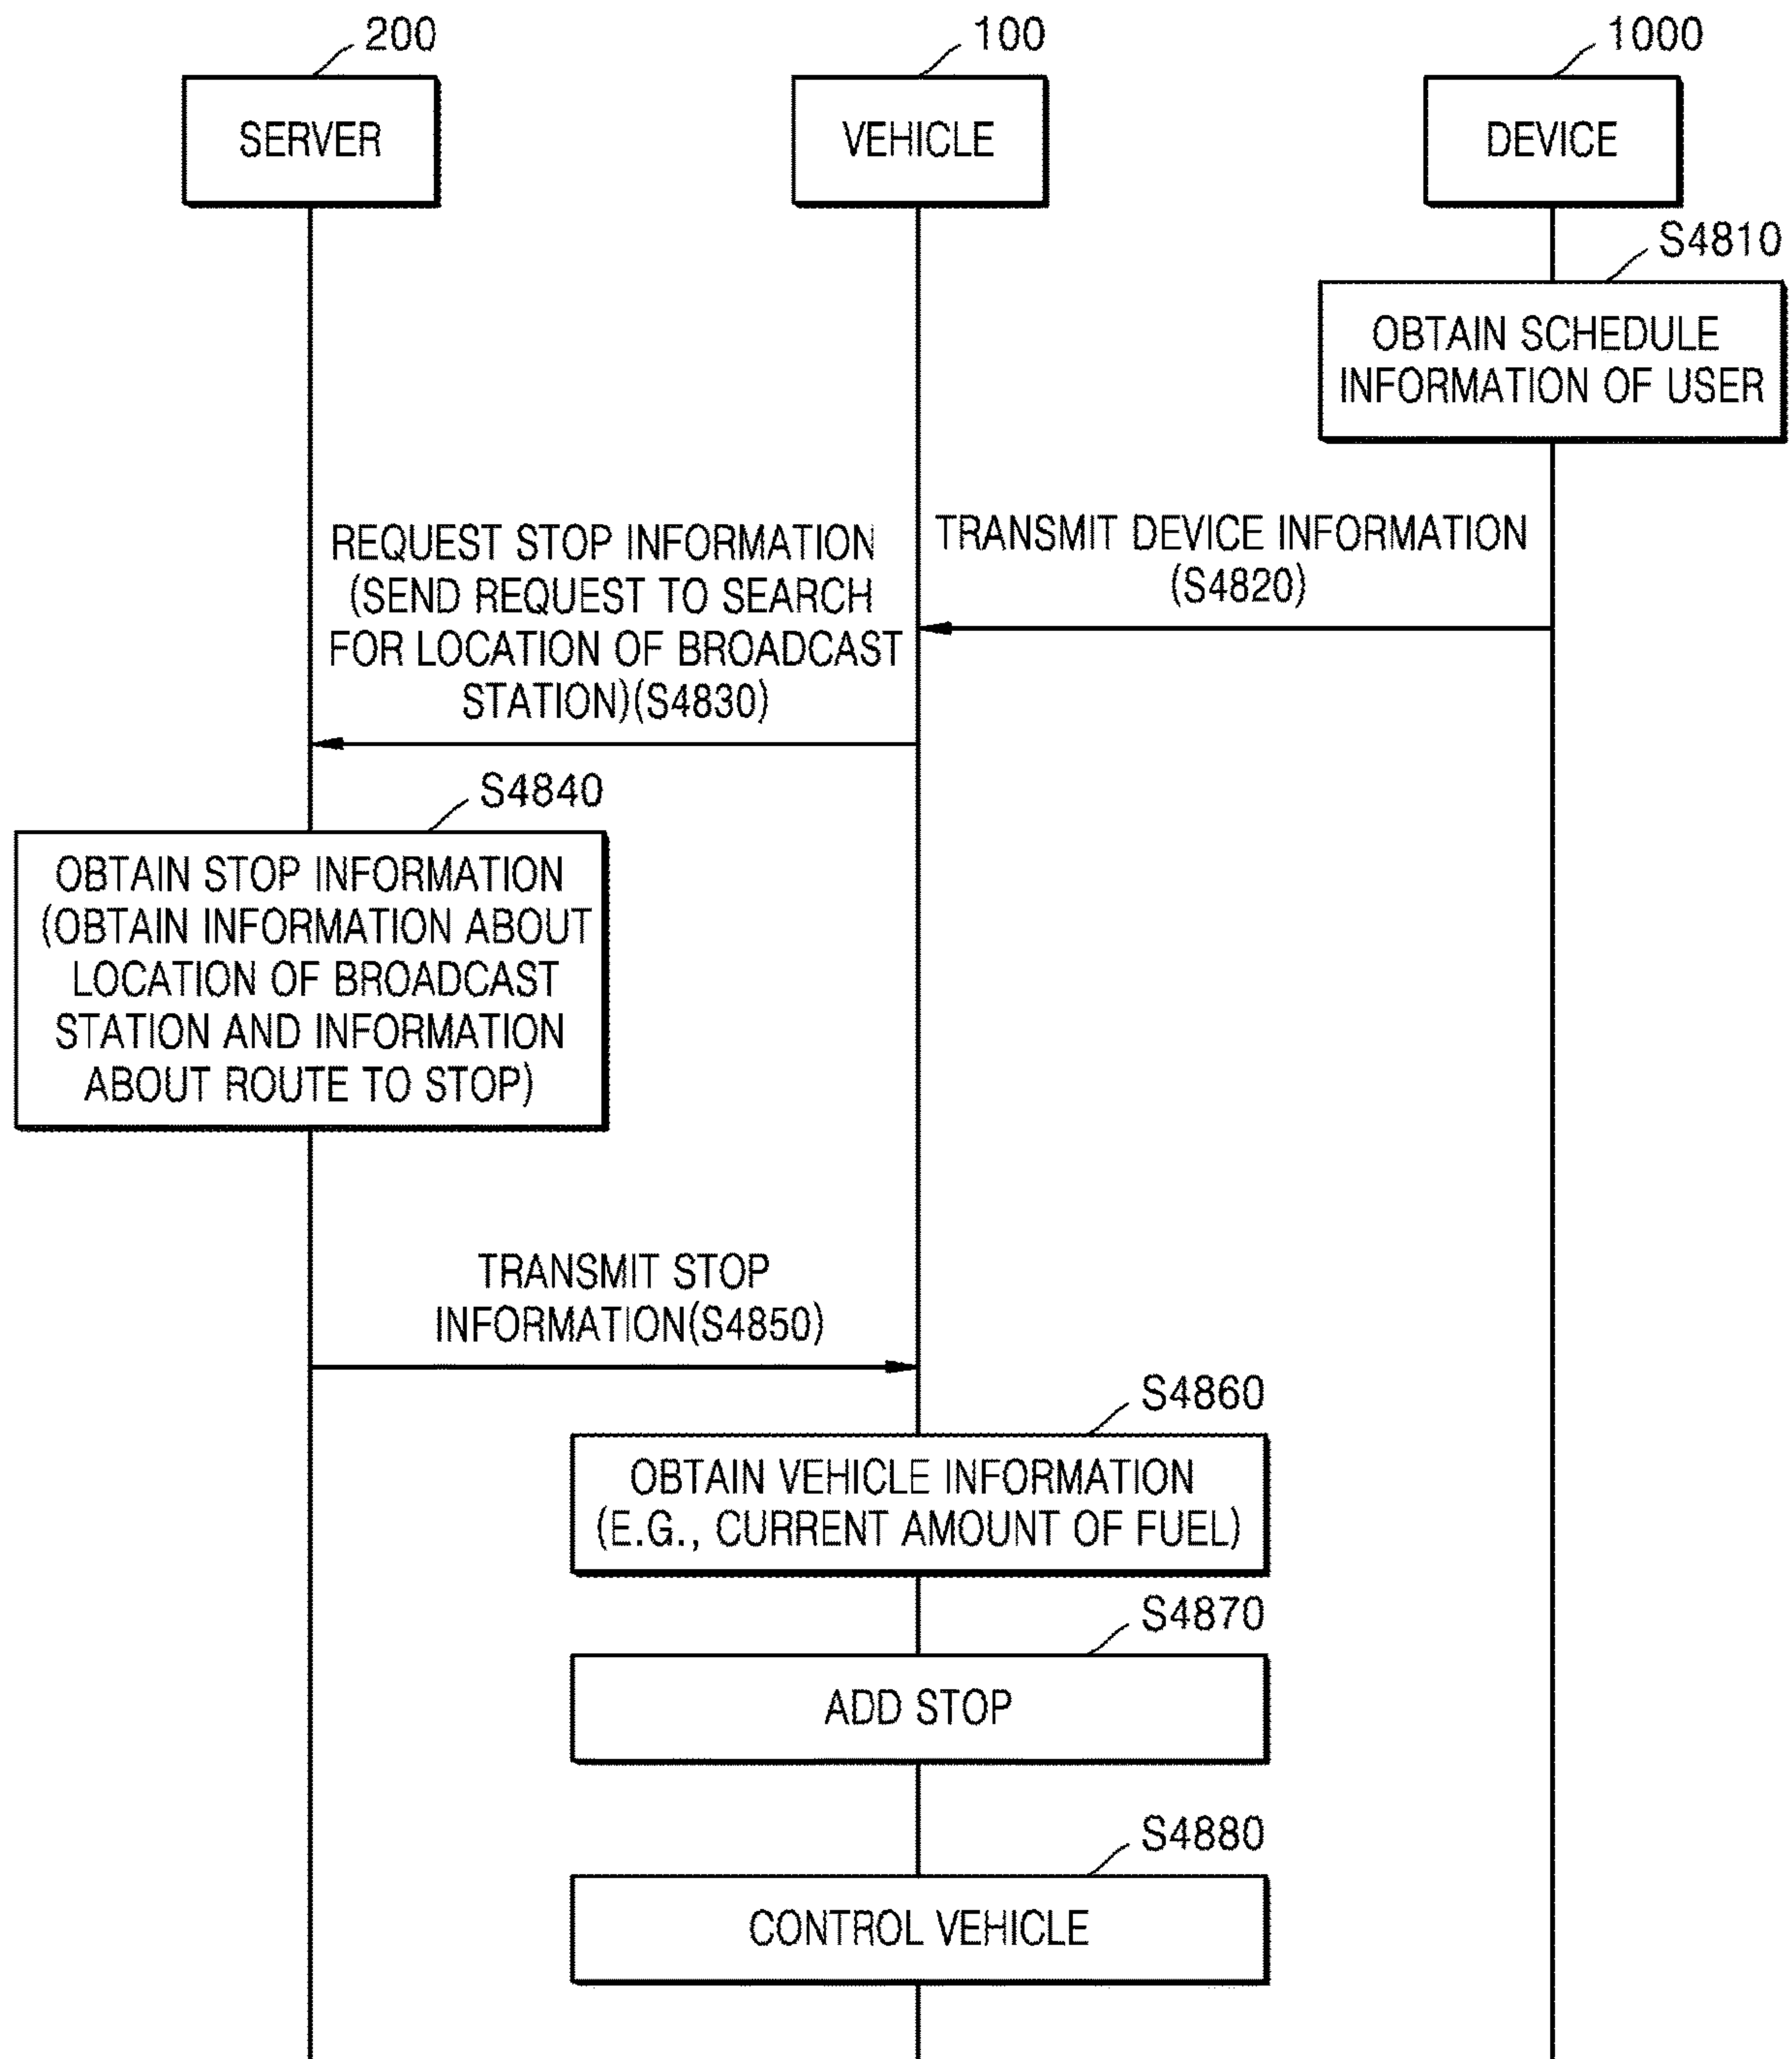 200
100
1000
SERVER
VEHICLE
DEVICE
S4810
OBTAIN SCHEDULE
INFORMATION OF USER
TRANSMIT DEVICE INFORMATION
(S4820)
REQUEST STOP INFORMATION
(SEND REQUEST TO SEARCH
FOR LOCATION OF BROADCAST
STATION)(S4830)
S4840
OBTAIN STOP INFORMATION
(OBTAIN INFORMATION ABOUT
LOCATION OF BROADCAST
STATION AND INFORMATION
ABOUT ROUTE TO STOP)
TRANSMIT STOP
INFORMATION(S4850)
S4860
OBTAIN VEHICLE INFORMATION
(E.G., CURRENT AMOUNT OF FUEL)
S4870
ADD STOP
S4880
CONTROL VEHICLE